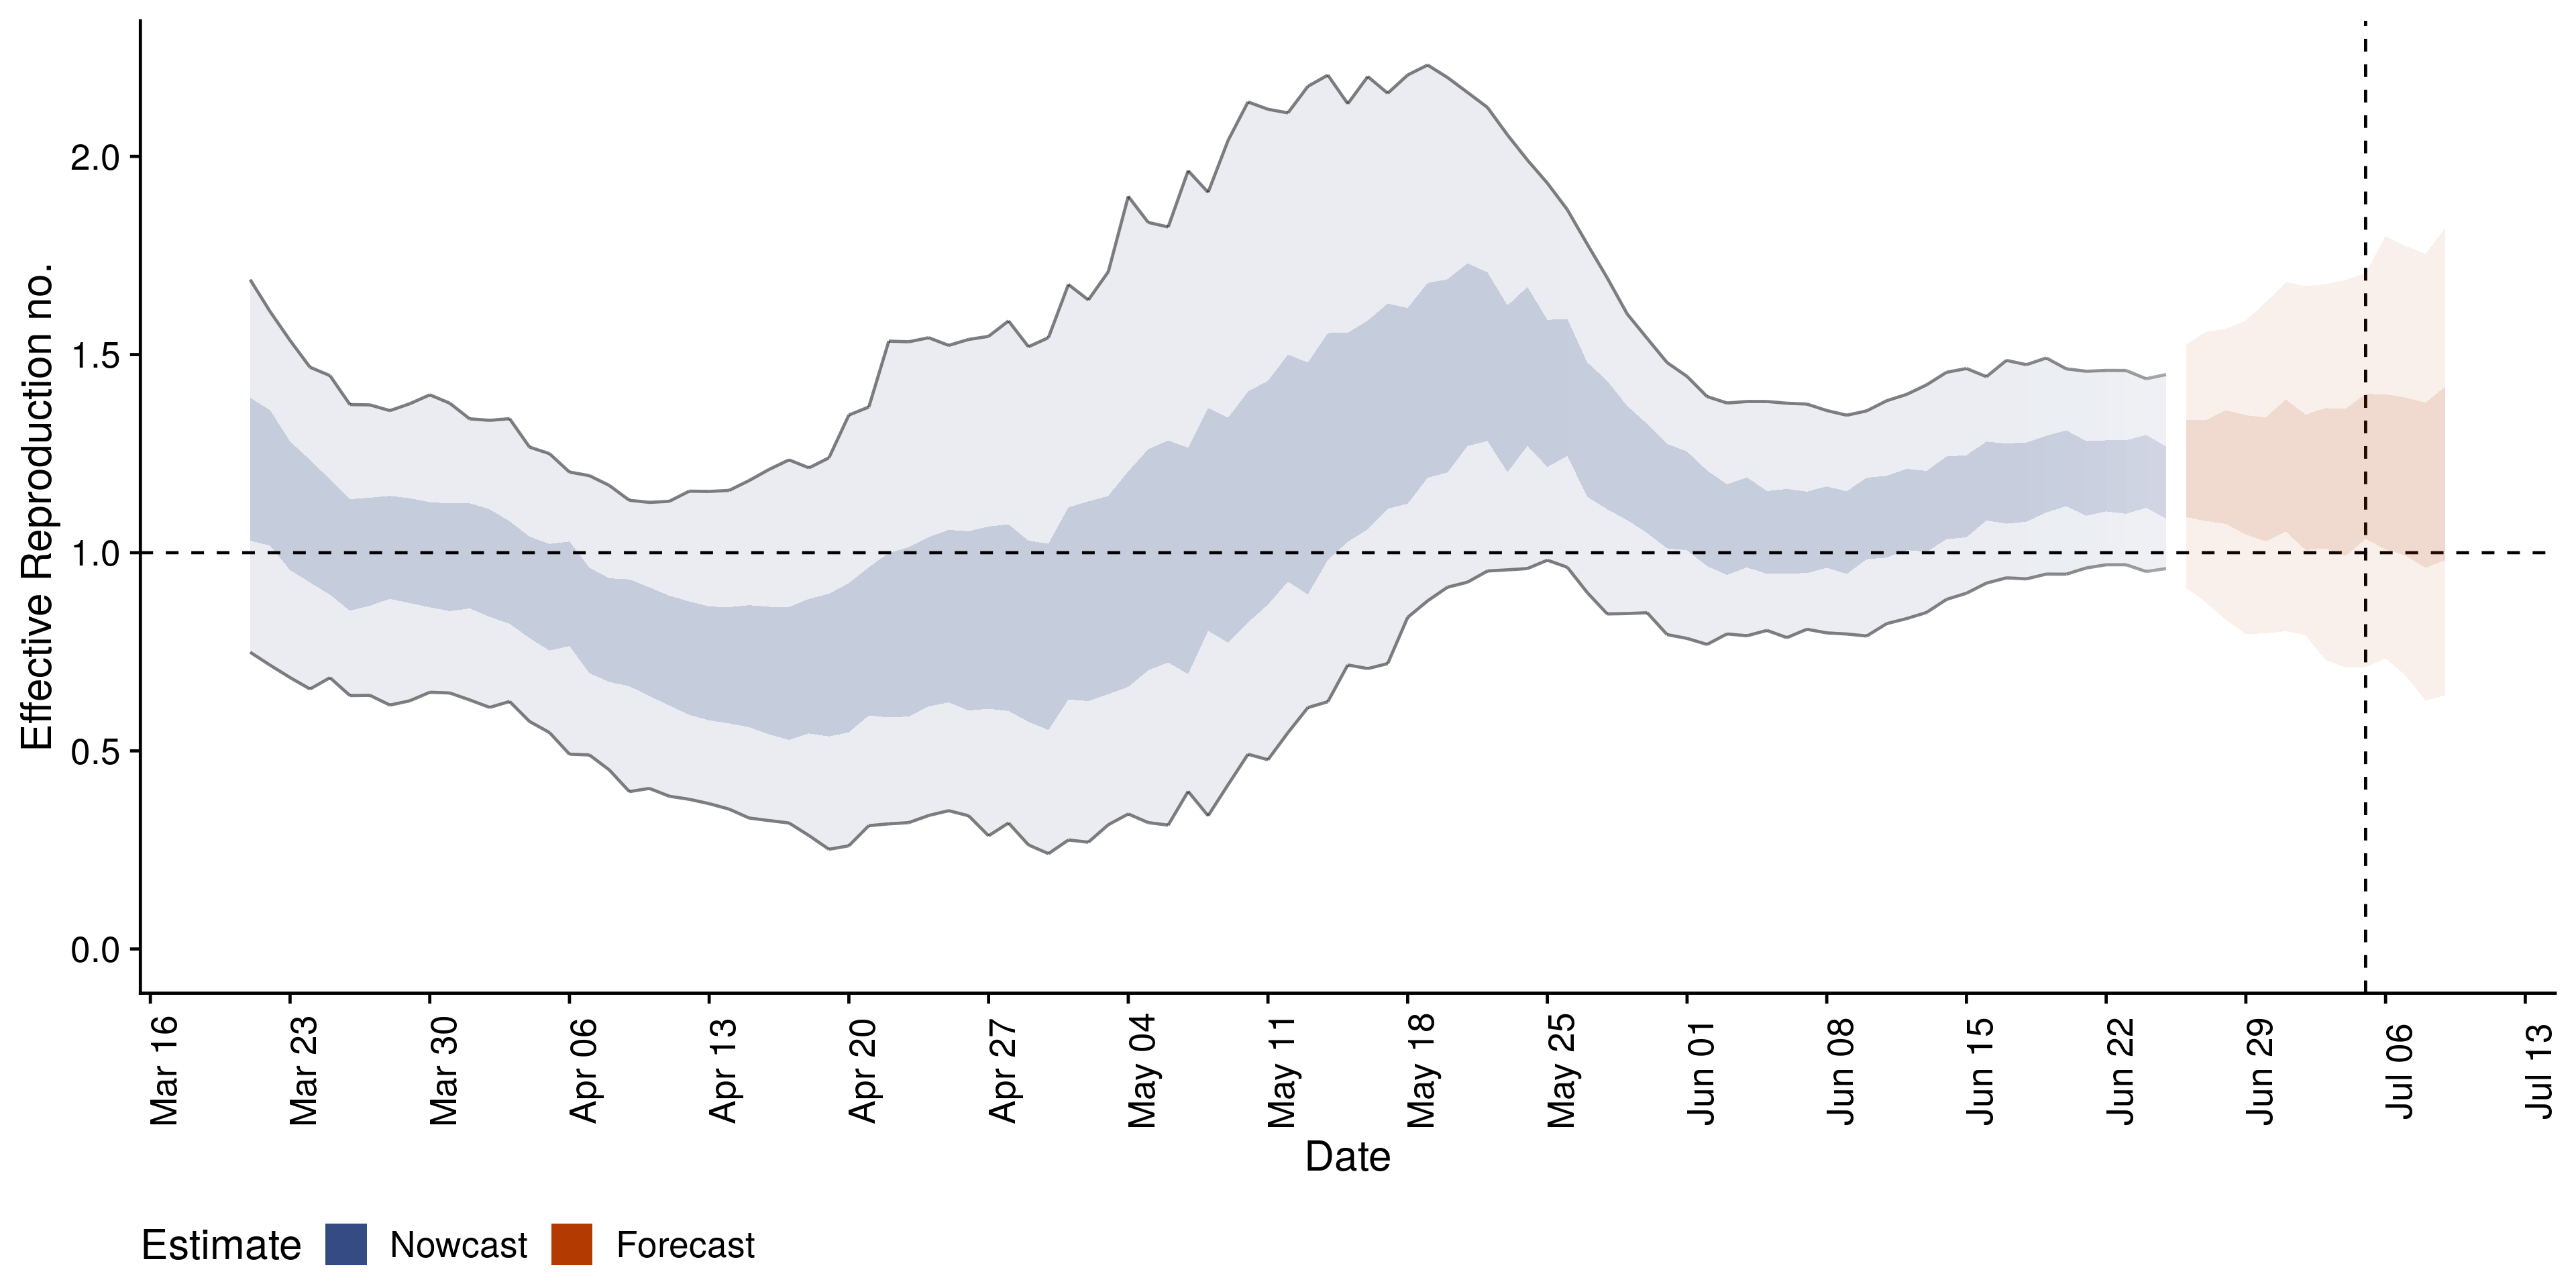 Effective Reproduction no.
2.0
1.5
1.0
0.5
0.0
Mar 16
Mar 23
Mar 30
Apr 06
Apr 13
Apr 20
Apr 27
May 04
May 11
May 18
May 25
Jun 01
Jun 08
Jun 15
Jun 22
Jun 29
Jul 06
Jul 13
Date
Estimate Nowcast Forecast